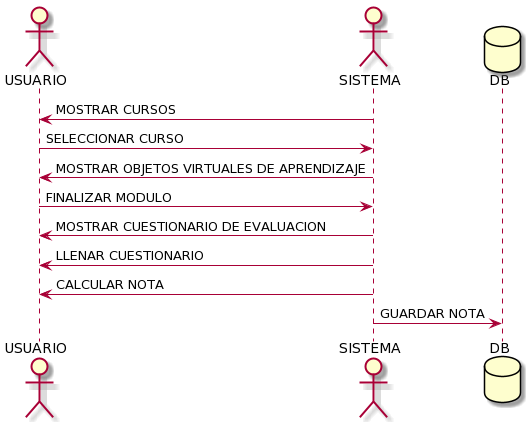 USUARIO SISTEMA DB
MOSTRAR CURSOS
SELECCIONAR CURSO
MOSTRAR OBJETOS VIRTUALES DE APRENDIZAJE
FINALIZAR MODULO
MOSTRAR CUESTIONARIO DE EVALUACION
LLENAR CUESTIONARIO
CALCULAR NOTA
GUARDAR NOTA
USUARIO SISTEMA DB